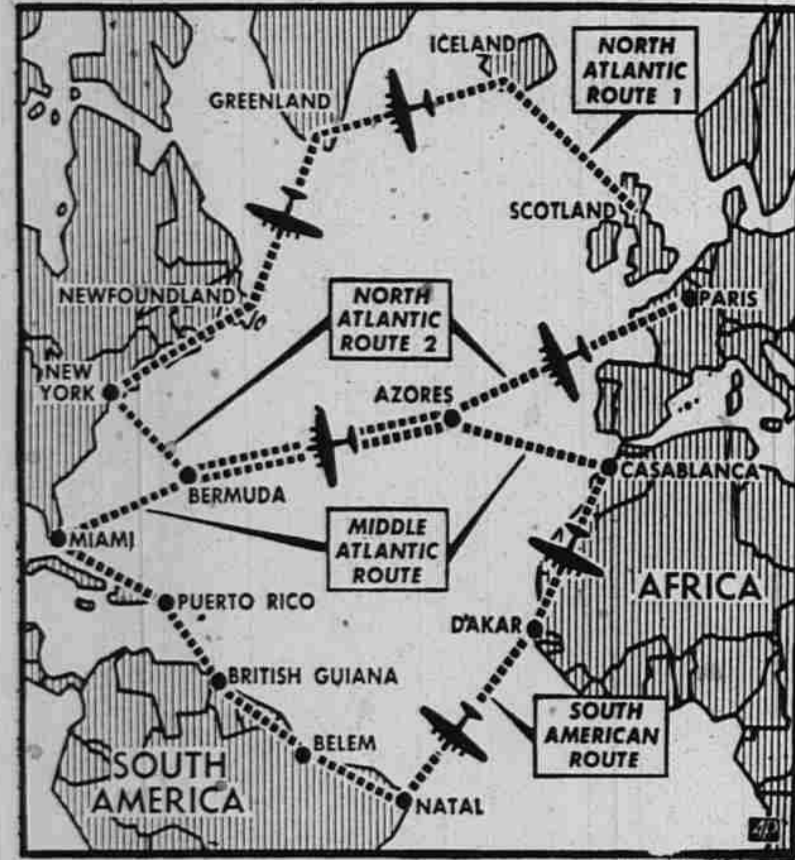 ICELAND
NORTH
ATLANTIC
ROUTE 1
GREENLAND
SCOTLAND
NEWFOUNDLAND
NORTH
ATLANTIC
ROUTE 2
PARIS
NEW
YORK
AZORES
BERMUDA
CASABLANCA
MIAMI
MIDDLE
ATLANTIC
ROUTE
AFRICA
PUERTO RICO
DAKAR
BRITISH GUIANA
SOUTH
AMERICAN
ROUTE
BELEM
SOUTH
AMERICA
NATAL